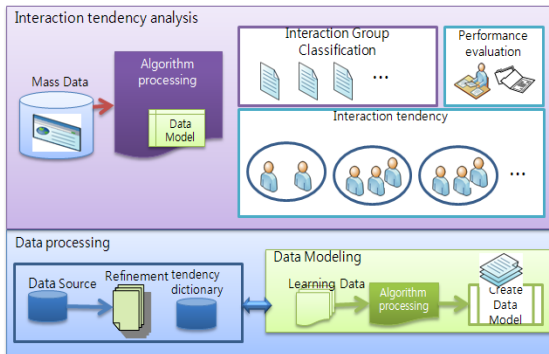 Interaction tendency analysis
Mass Data
Algorithm
processing
Data
Model
Interaction Group
Classification
...
Performance
evaluation
Interaction tendency
...
Data processing
Data Source
Refinement
tendency
dictionary
Data Modeling
Learning Data
Algorithm
processing
Create
Data
Model